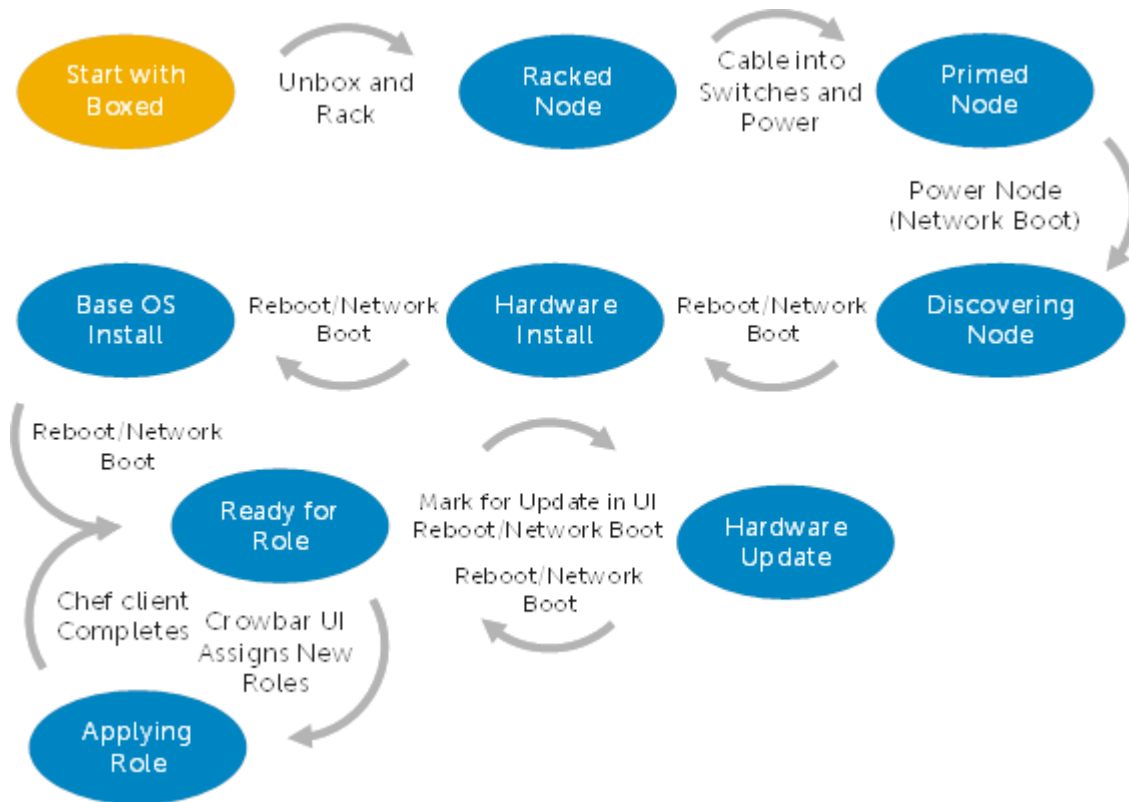 Start with
Boxed
Unbox and
Rack
Racked
Node
Cable into
Switches and
Power
Primed
Node
Power Node
(Network Boot)
Discovering
Node
Reboot/Network
Boot
Hardware
Install
Reboot/Network
Boot
Base OS
Install
Reboot/Network
Boot
Ready for
Role
Mark for Update in UI
Reboot/Network Boot
Hardware
Update
Reboot/Network
Boot
Crowbar UI
Assigns New
Roles
Applying
Role
Chef client
Completes